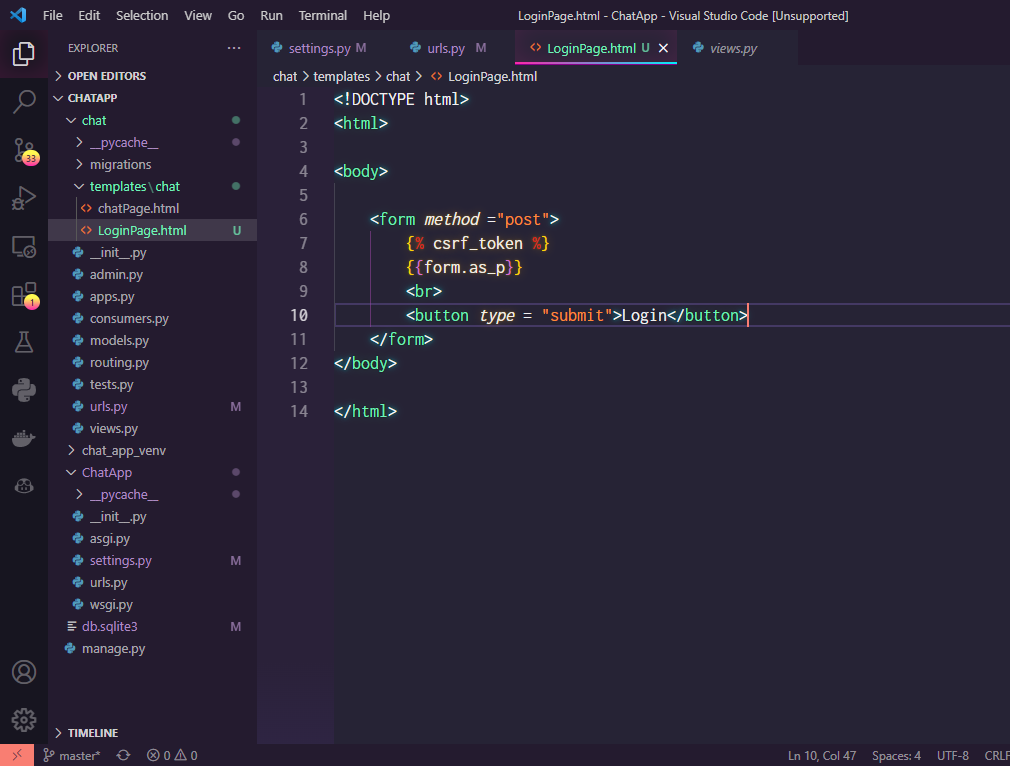 File Edit Selection View Go Run Terminal Help LoginPage.html - ChatApp - Visual Studio Code [Unsupported]
EXPLORER ···
OPEN EDITORS
CHATAPP
chat
__pycache__
migrations
templates\chat
chatPage.html
LoginPage.html U
__init__.py
admin.py
apps.py
consumers.py
models.py
routing.py
tests.py
urls.py M
views.py
chat_app_venv
ChatApp
__pycache__
__init__.py
asgi.py
settings.py M
urls.py
wsgi.py
db.sqlite3 M
manage.py
TIMELINE
33
1
settings.py M urls.py M <> LoginPage.html U × views.py
chat > templates > chat > <> LoginPage.html
1 <!DOCTYPE html>
2 <html>
3
4 <body>
5
6 <form method ="post">
7 {% csrf_token %}
8 {{form.as_p}}
9 <br>
10 <button type = "submit">Login</button>
11 </form>
12 </body>
13
14 </html>
master* 0 0 Ln 10, Col 47 Spaces: 4 UTF-8 CRLF